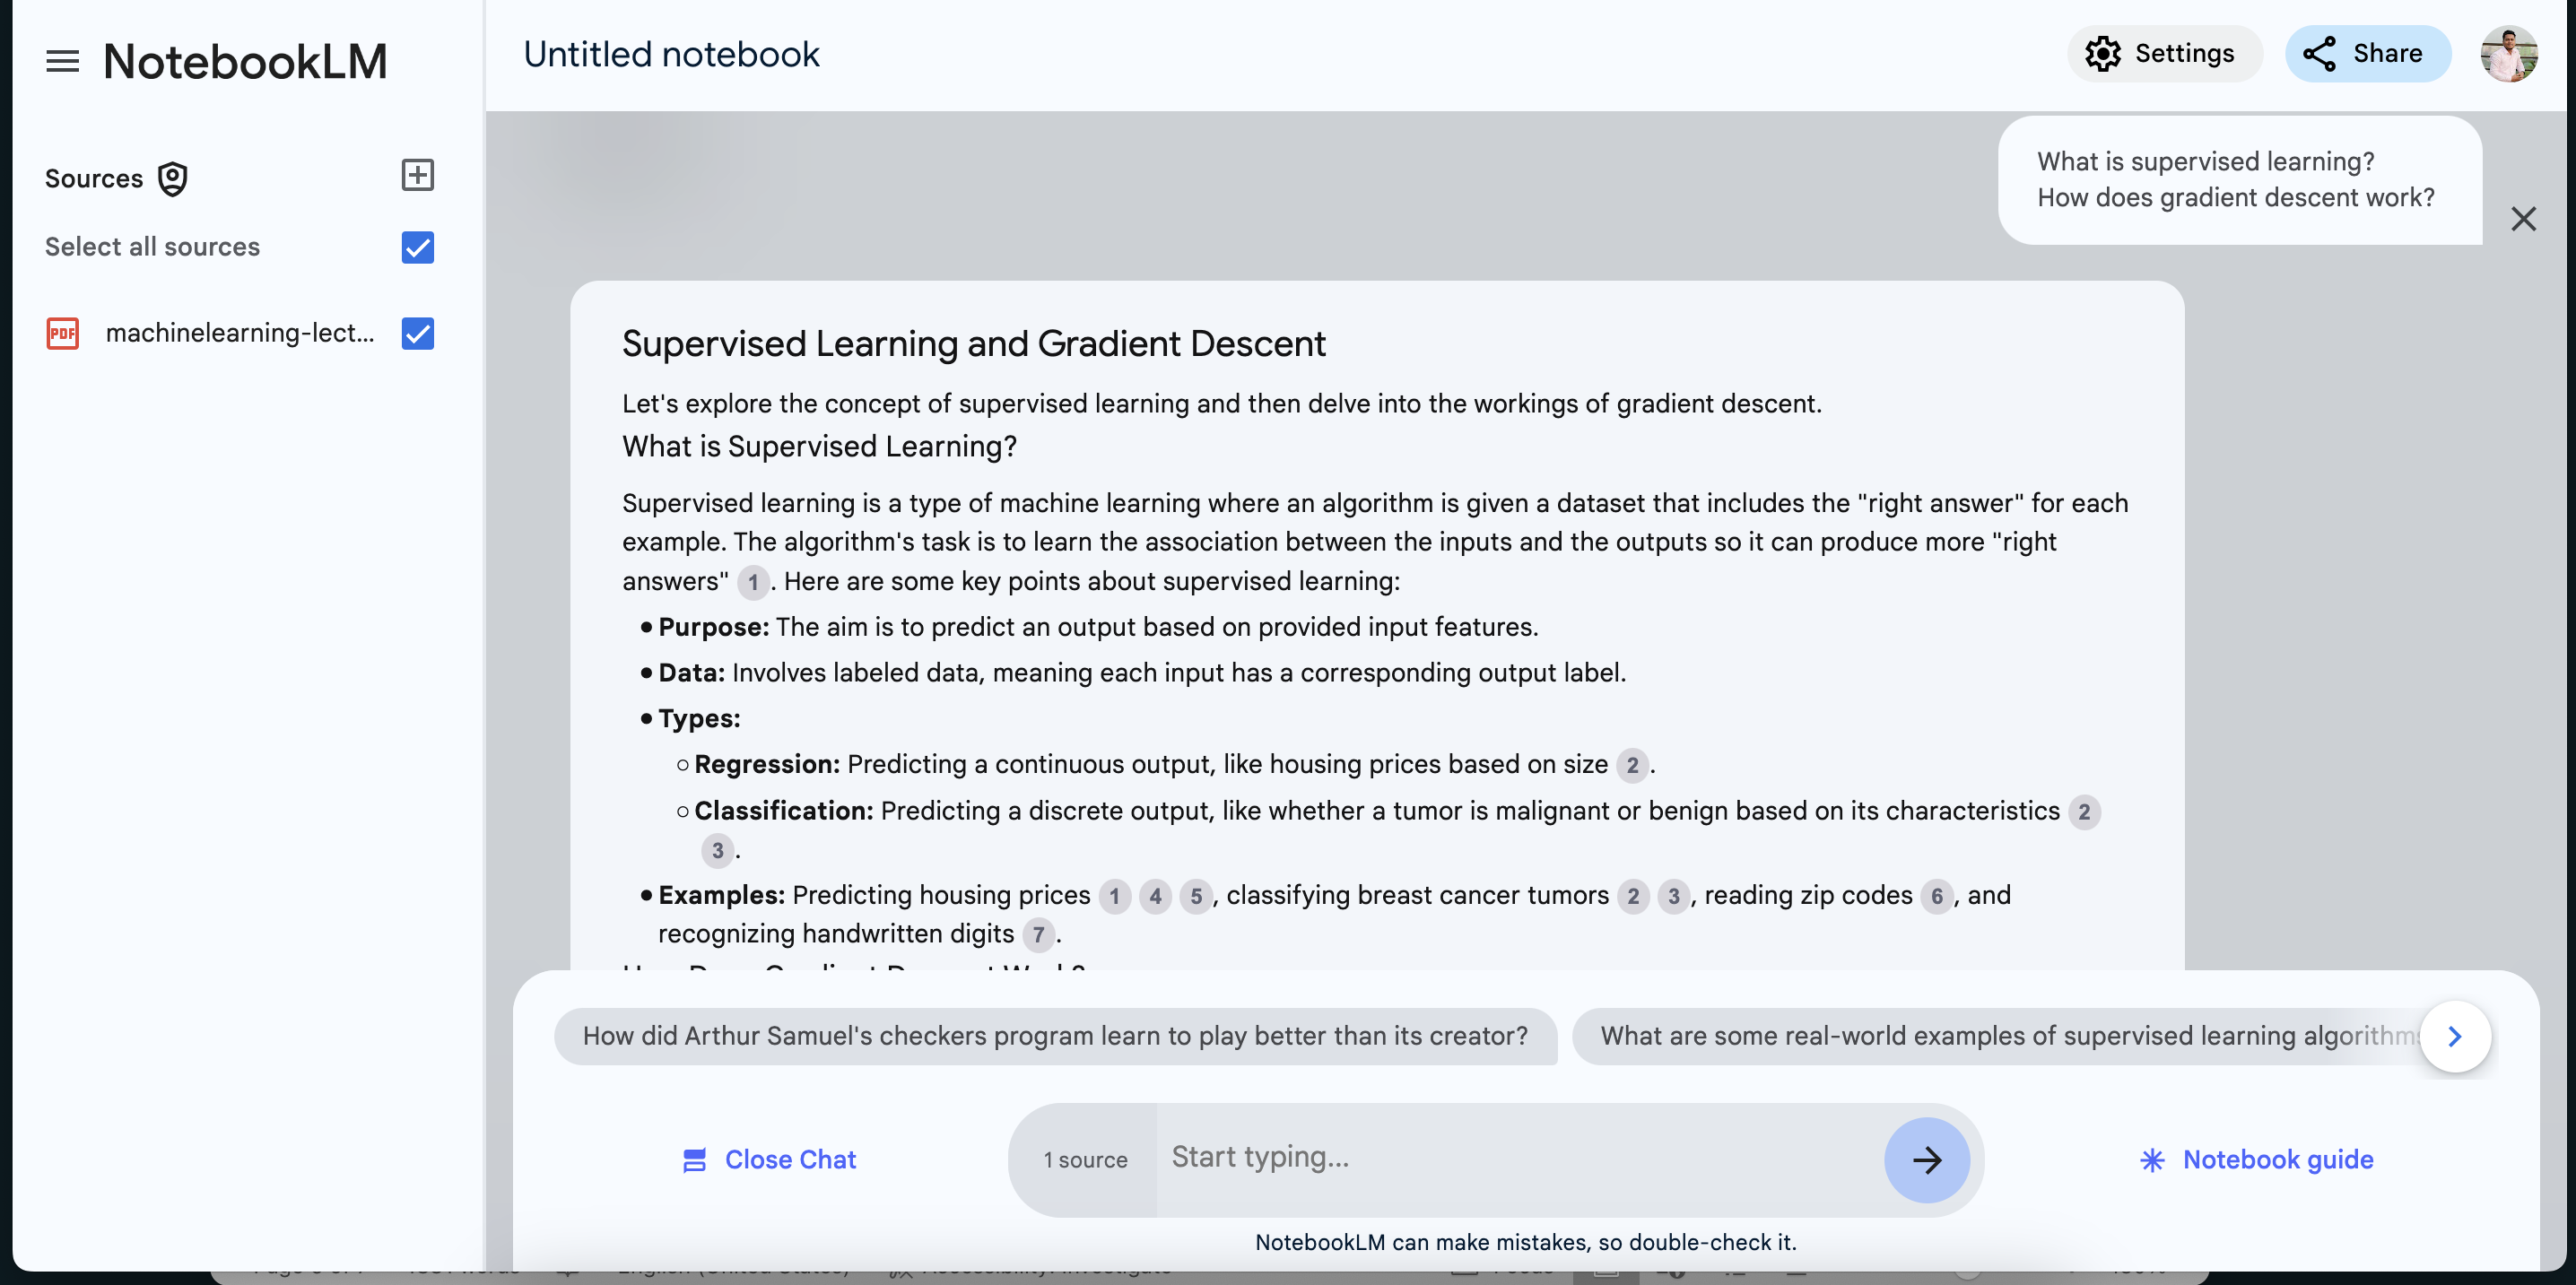 NotebookLM
Untitled notebook
Settings
Share
Sources
Select all sources
PDF
machinelearning-lect...
What is supervised learning?
How does gradient descent work?
Supervised Learning and Gradient Descent
Let's explore the concept of supervised learning and then delve into the workings of gradient descent.
What is Supervised Learning?
Supervised learning is a type of machine learning where an algorithm is given a dataset that includes the "right answer" for each
example. The algorithm's task is to learn the association between the inputs and the outputs so it can produce more "right
answers" 1. Here are some key points about supervised learning:
• Purpose: The aim is to predict an output based on provided input features.
• Data: Involves labeled data, meaning each input has a corresponding output label.
• Types:
○ Regression: Predicting a continuous output, like housing prices based on size 2.
○ Classification: Predicting a discrete output, like whether a tumor is malignant or benign based on its characteristics 2
3.
• Examples: Predicting housing prices 1 4 5, classifying breast cancer tumors 2 3, reading zip codes 6, and
recognizing handwritten digits 7.
How Does Gradient Descent Work?
How did Arthur Samuel's checkers program learn to play better than its creator?
What are some real-world examples of supervised learning algorithms
Close Chat
1 source
Start typing...
Notebook guide
NotebookLM can make mistakes, so double-check it.